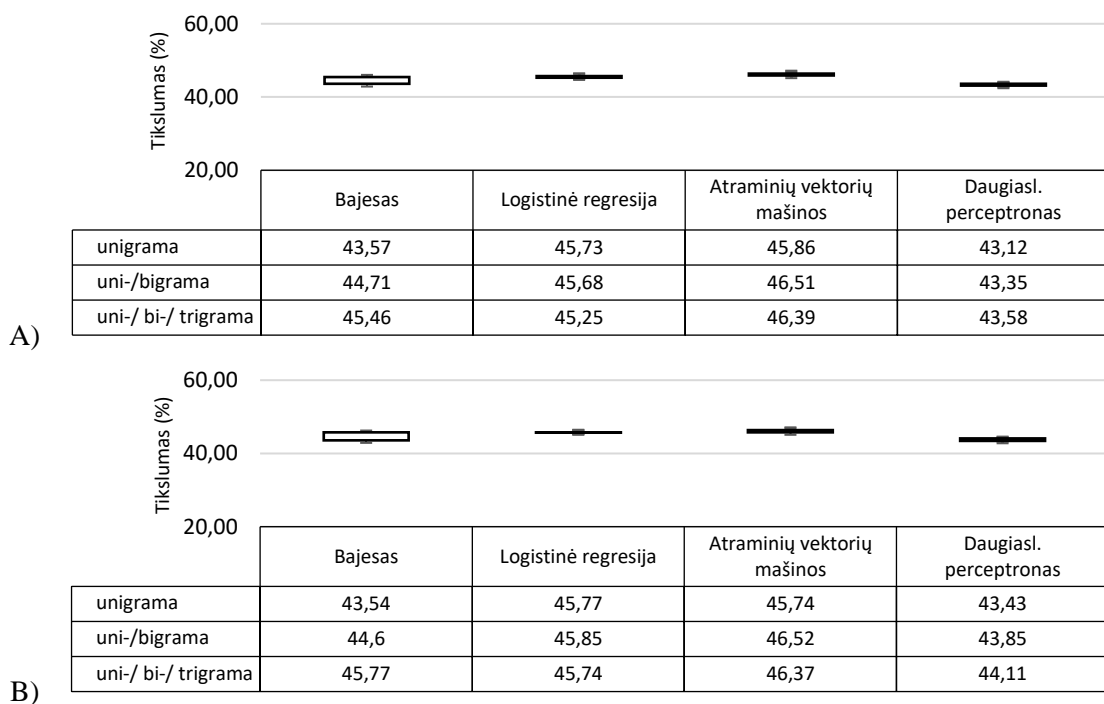 60,00
Tikslumas (%)
40,00
20,00
Bajesas Logistinė regresija Atraminių vektorių mašinos Daugiasl. perceptronas
unigrama 43,57 45,73 45,86 43,12
uni-/bigrama 44,71 45,68 46,51 43,35
uni-/ bi-/ trigrama 45,46 45,25 46,39 43,58
A)
60,00
Tikslumas (%)
40,00
20,00
Bajesas Logistinė regresija Atraminių vektorių mašinos Daugiasl. perceptronas
unigrama 43,54 45,77 45,74 43,43
uni-/bigrama 44,6 45,85 46,52 43,85
uni-/ bi-/ trigrama 45,77 45,74 46,37 44,11
B)